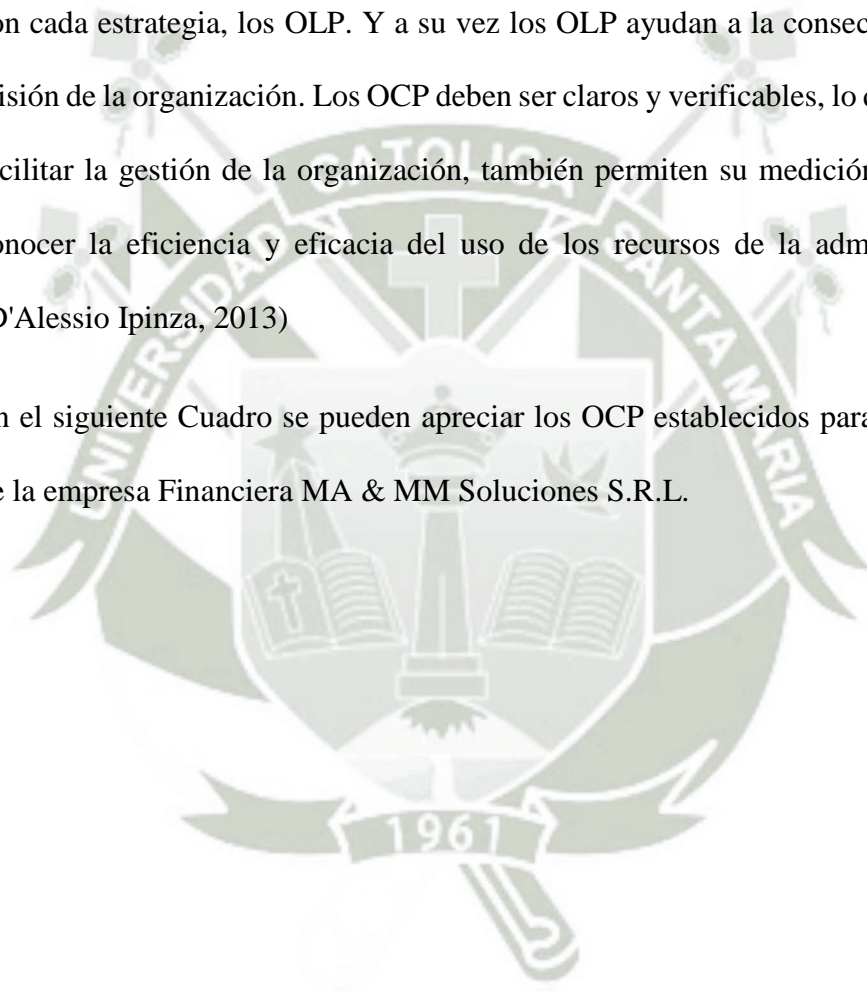 on cada estrategia, los OLP. Y a su vez los OLP ayudan a la consec
isión de la organización. Los OCP deben ser claros y verificables, lo
cilitar la gestión de la organización, también permiten su medición
onocer la eficiencia y eficacia del uso de los recursos de la adm
D'Alessio Ipinza, 2013)
n el siguiente Cuadro se pueden apreciar los OCP establecidos para
e la empresa Financiera MA & MM Soluciones S.R.L.
UNIVERSIDAD CATOLICA SANTA MARIA
1961